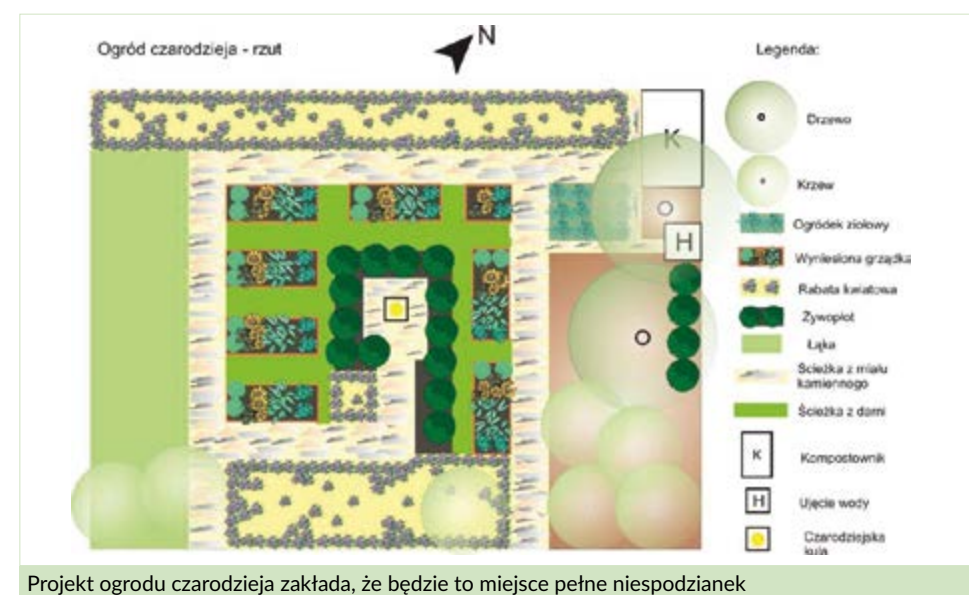 Ogród czarodzieja - rzut
N
Legenda:
Drzewo
Krzew
Ogródek ziołowy
Wyniesiona grządka
Rabata kwiatowa
Żywopłot
Łąka
Ścieżka z miału
kamiennego
Ścieżka z darni
K
Kompostownik
H
Ujęcie wody
Czarodziejska
kula
K
H
Projekt ogrodu czarodzieja zakłada, że będzie to miejsce pełne niespodzianek